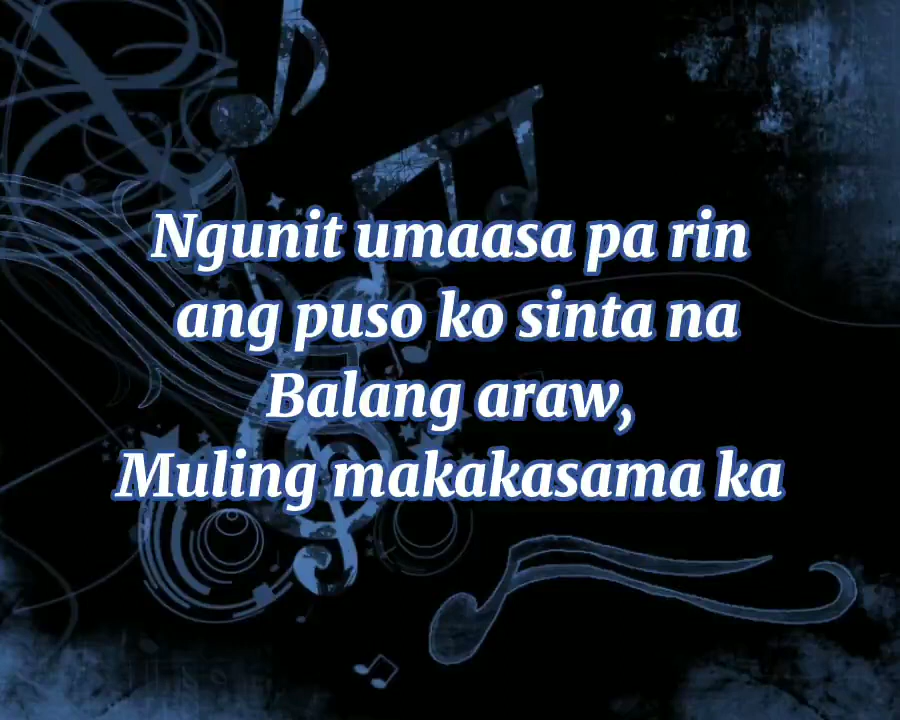 Ngunit umaasa pa rin
ang puso ko sinta na
Balang araw,
Muling makakasama ka